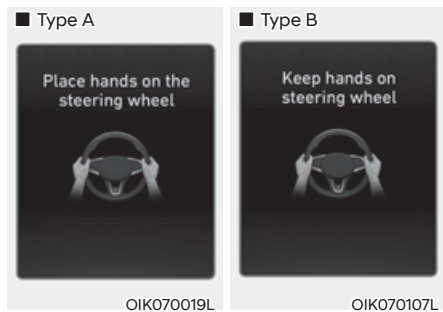 ■ Type A
Place hands on the
steering wheel
OIK070019L
■ Type B
Keep hands on
steering wheel
OIK070107L